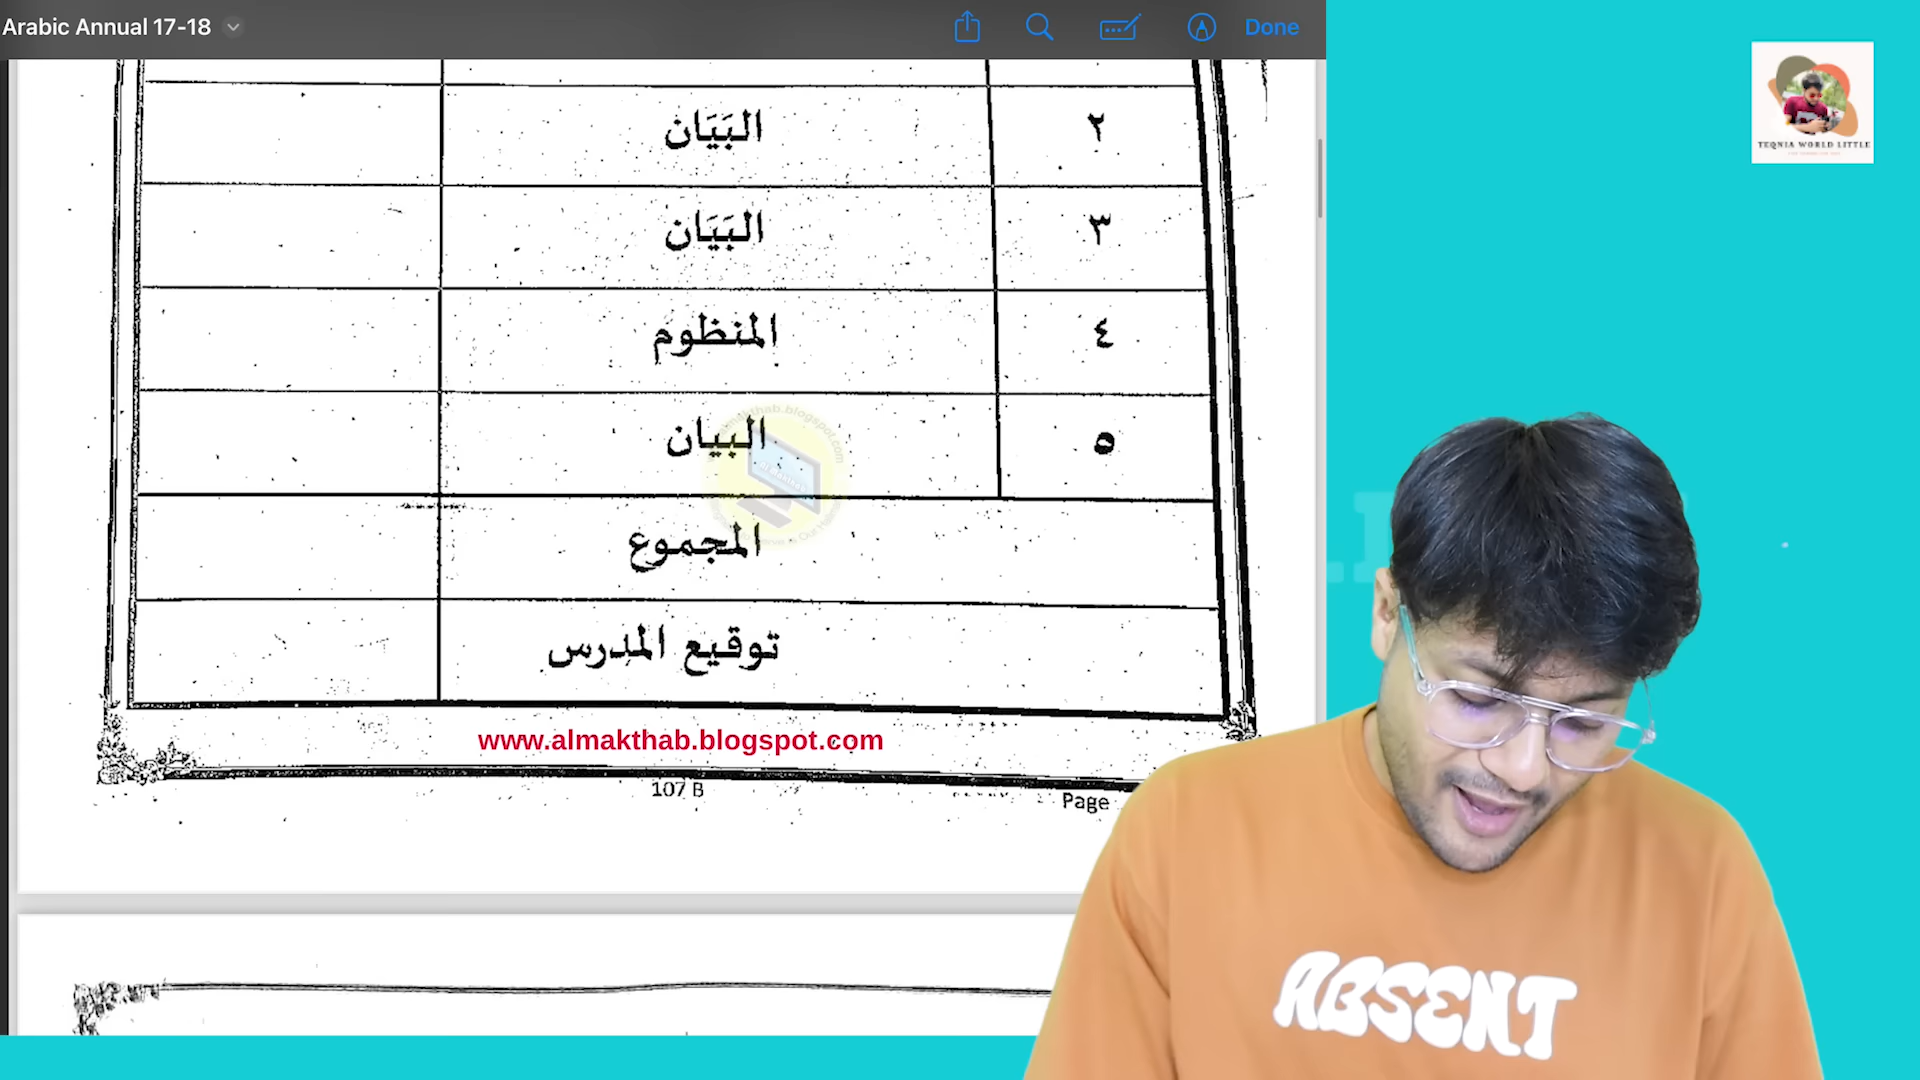 Arabic Annual 17-18
Done
٢ البَيَان
٣ البَيَان
٤ المنظوم
٥ البيان
المجموع
توقيع المدرس
www.almakthab.blogspot.com
107 B
Page
TEQNIA WORLD LITTLE
ABSENT